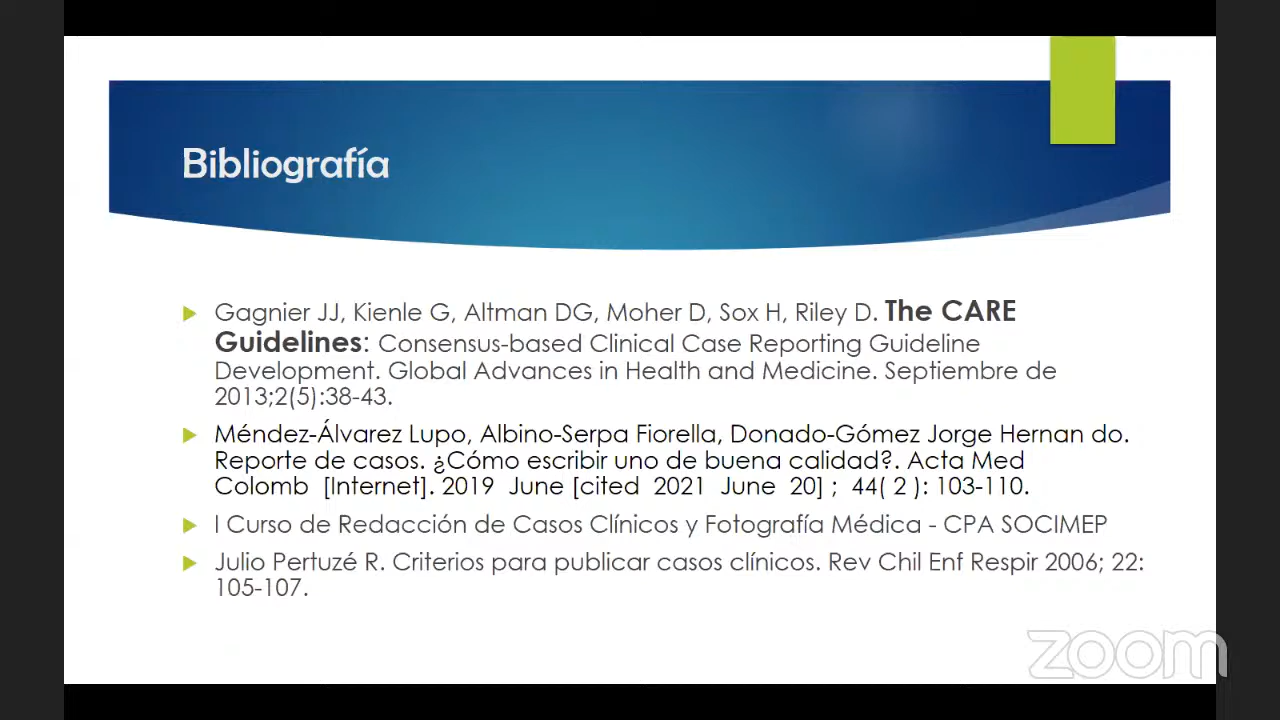 Bibliografía
Gagnier JJ, Kienle G, Altman DG, Moher D, Sox H, Riley D. The CARE
Guidelines: Consensus-based Clinical Case Reporting Guideline
Development. Global Advances in Health and Medicine. Septiembre de
2013;2(5):38-43.
Méndez-Álvarez Lupo, Albino-Serpa Fiorella, Donado-Gómez Jorge Hernan do.
Reporte de casos. ¿Cómo escribir uno de buena calidad?. Acta Med
Colomb [Internet]. 2019 June [cited 2021 June 20] ; 44( 2 ): 103-110.
I Curso de Redacción de Casos Clínicos y Fotografía Médica - CPA SOCIMEP
Julio Pertuzé R. Criterios para publicar casos clínicos. Rev Chil Enf Respir 2006; 22:
105-107.
zoom